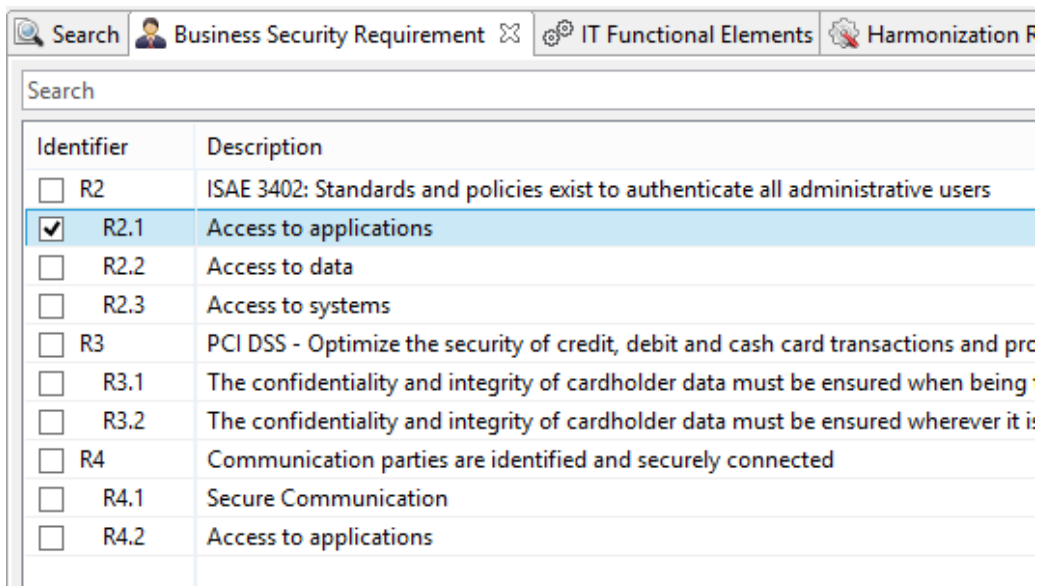 Search Business Security Requirement IT Functional Elements Harmonization R
Search
Identifier Description
R2 ISAE 3402: Standards and policies exist to authenticate all administrative users
R2.1 Access to applications
R2.2 Access to data
R2.3 Access to systems
R3 PCI DSS - Optimize the security of credit, debit and cash card transactions and pro
R3.1 The confidentiality and integrity of cardholder data must be ensured when being
R3.2 The confidentiality and integrity of cardholder data must be ensured wherever it is
R4 Communication parties are identified and securely connected
R4.1 Secure Communication
R4.2 Access to applications